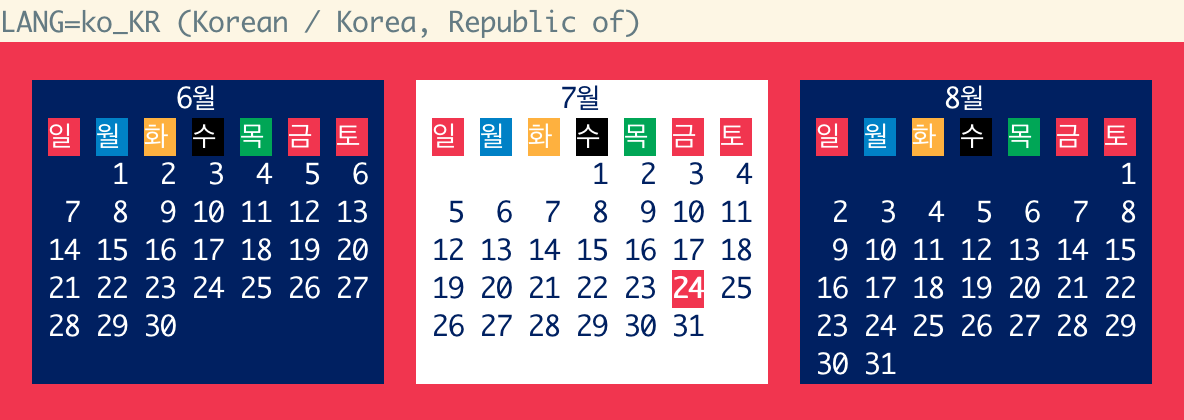 LANG=ko_KR (Korean / Korea, Republic of)
6월 7월 8월
일 월 화 수 목 금 토 일 월 화 수 목 금 토 일 월 화 수 목 금 토
1 2 3 4 5 6 1 2 3 4 1
7 8 9 10 11 12 13 5 6 7 8 9 10 11 2 3 4 5 6 7 8
14 15 16 17 18 19 20 12 13 14 15 16 17 18 9 10 11 12 13 14 15
21 22 23 24 25 26 27 19 20 21 22 23 24 25 16 17 18 19 20 21 22
28 29 30 26 27 28 29 30 31 23 24 25 26 27 28 29
30 31